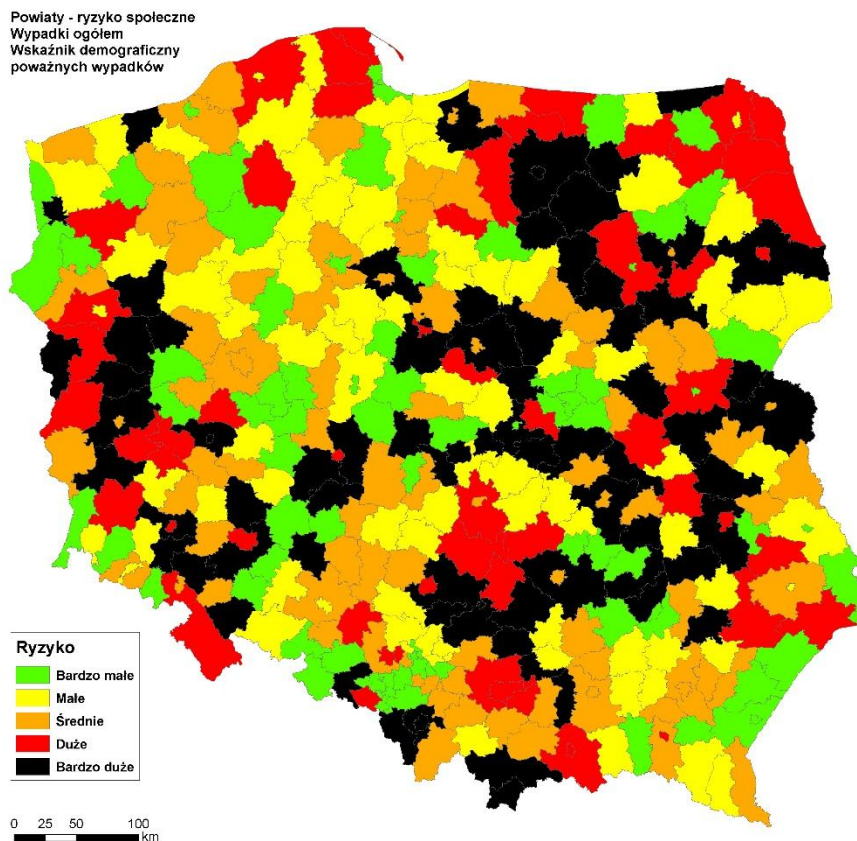 Powiaty - ryzyko społeczne
Wypadki ogółem
Wskaźnik demograficzny
poważnych wypadków
Ryzyko
Bardzo małe
Małe
Średnie
Duże
Bardzo duże
0 25 50 100
km